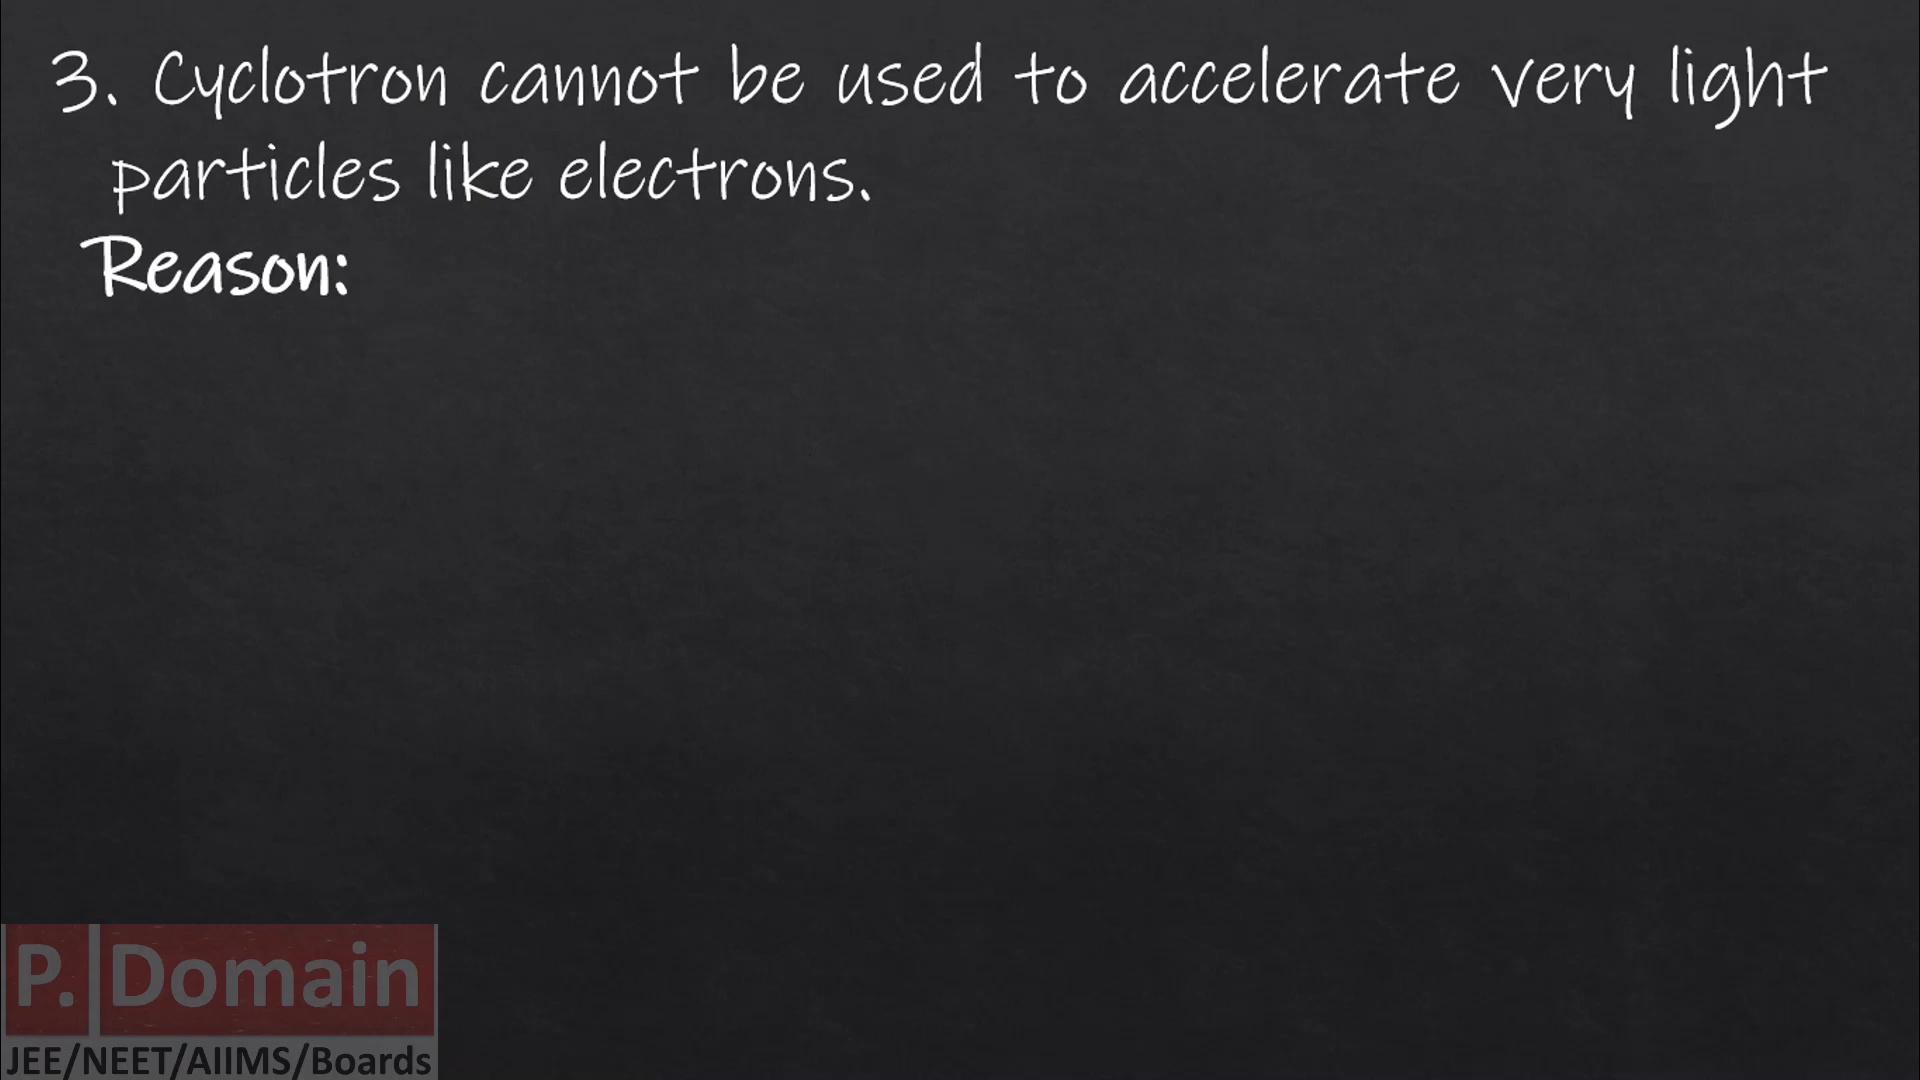 3. Cyclotron cannot be used to accelerate very light
particles like electrons.
Reason:
P. Domain
JEE/NEET/AIIMS/Boards